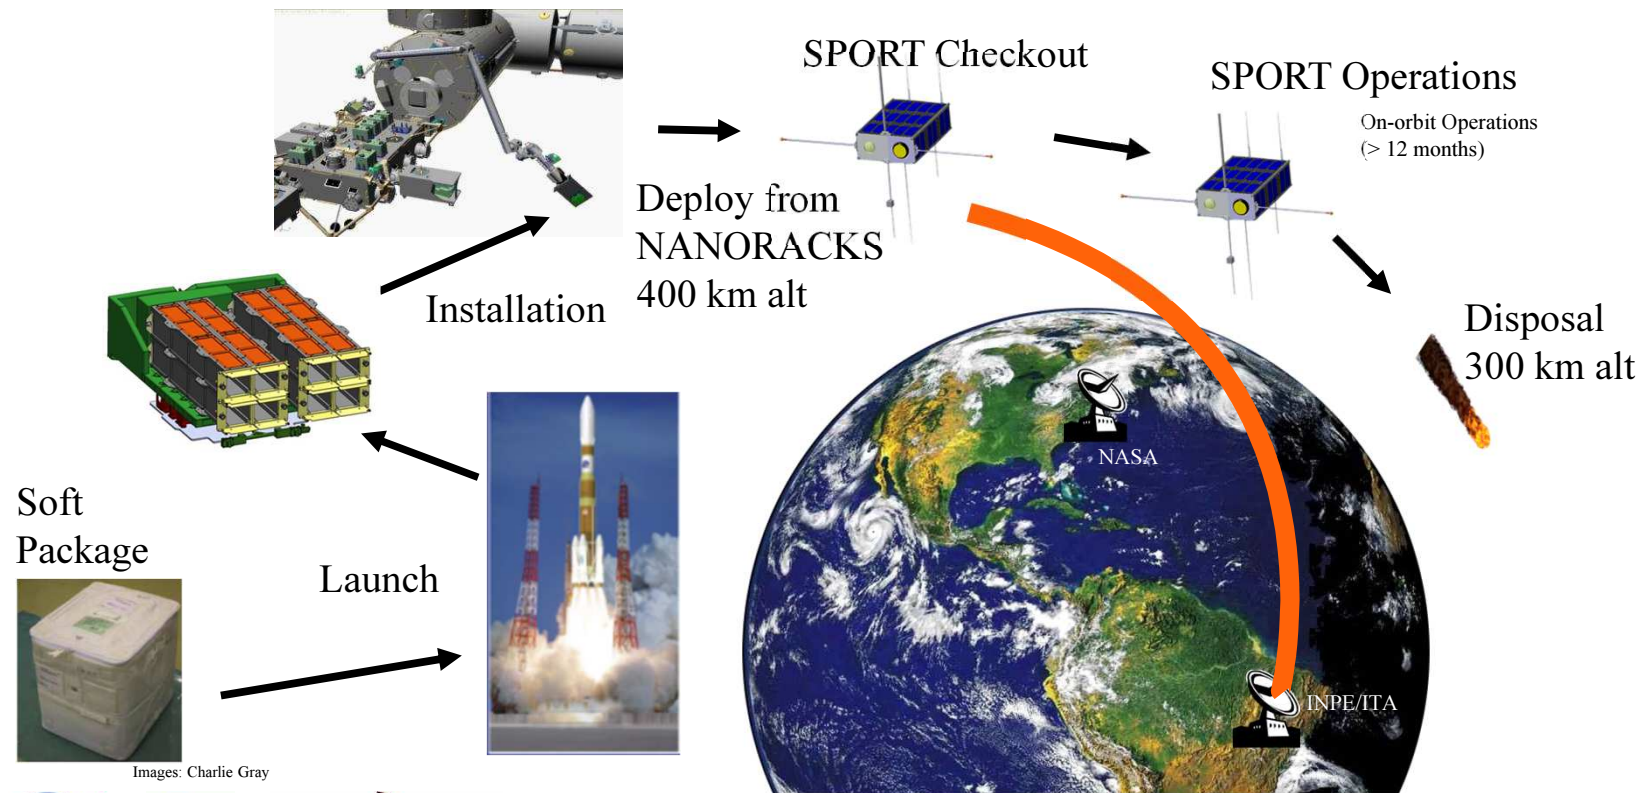 SPORT Checkout
SPORT Operations
On-orbit Operations
(> 12 months)
Deploy from
NANORACKS
400 km alt
Installation
Disposal
300 km alt
NASA
Soft
Package
Launch
INPE/ITA
Images: Charlie Gray